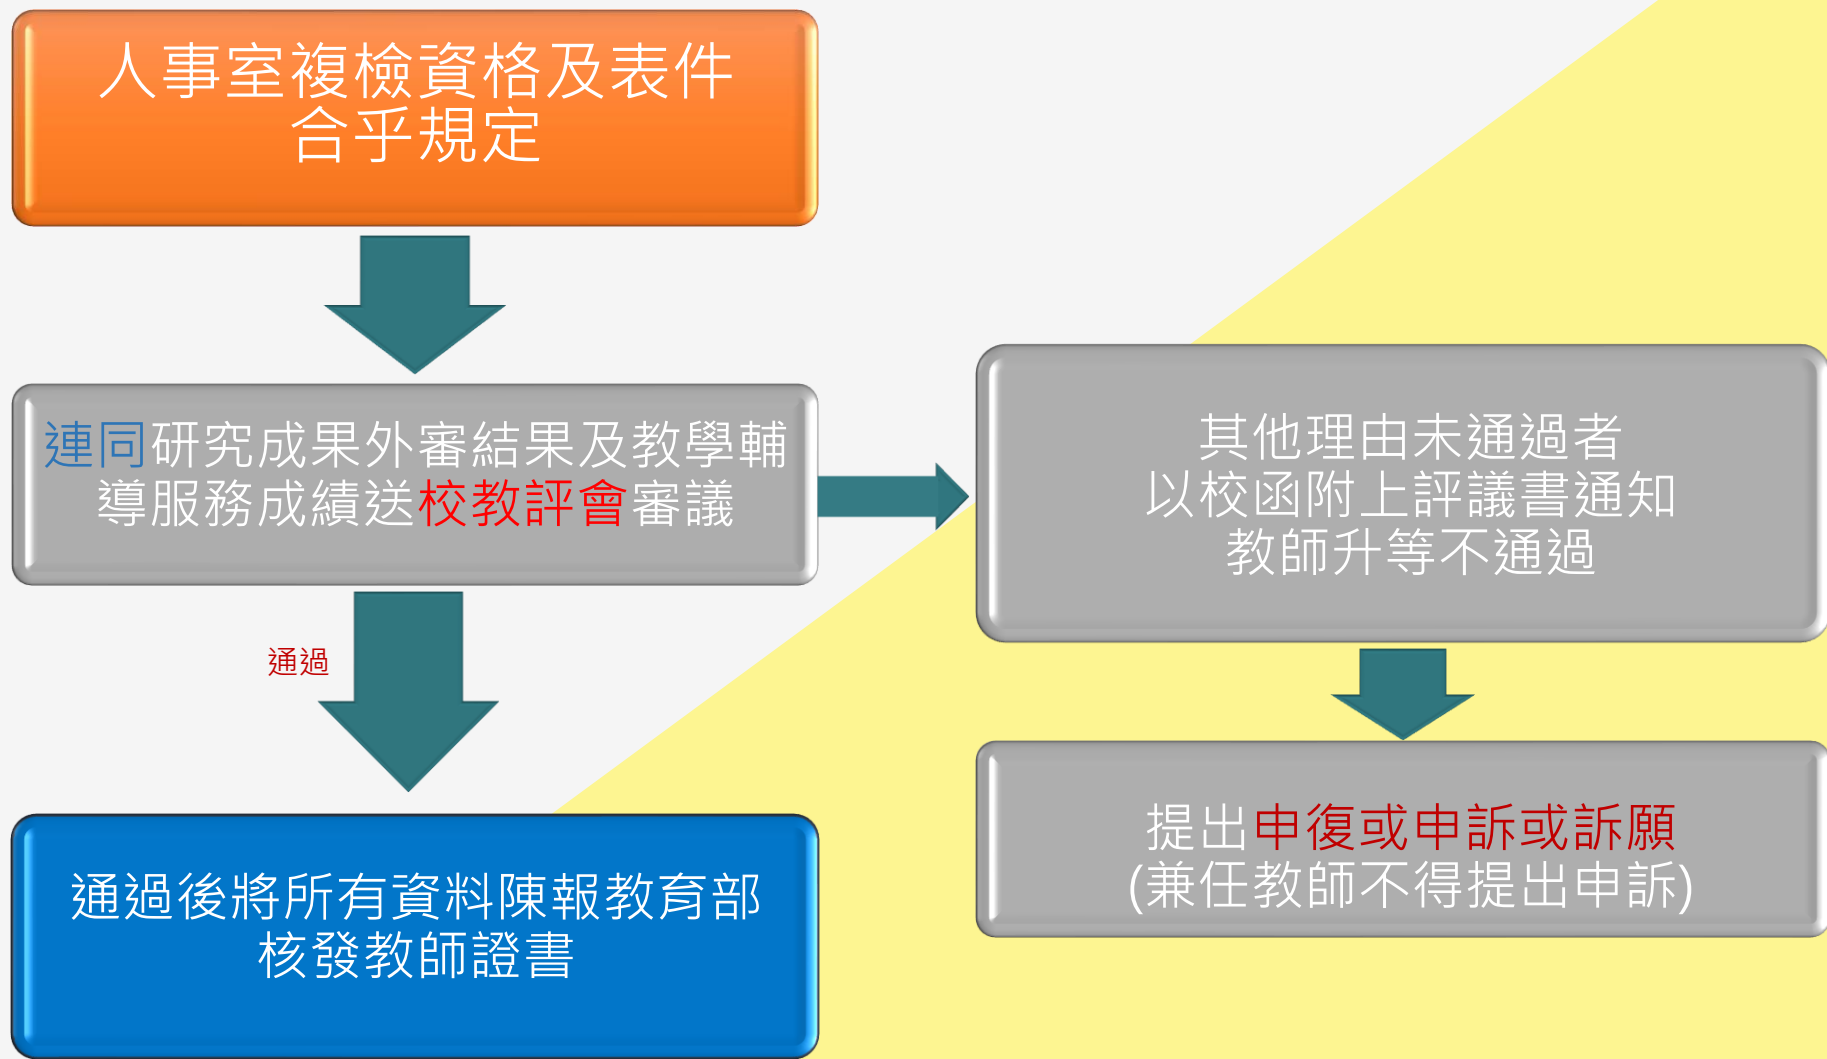 人事室複檢資格及表件
合乎規定
連同研究成果外審結果及教學輔
導服務成績送校教評會審議
通過
通過後將所有資料陳報教育部
核發教師證書
其他理由未通過者
以校函附上評議書通知
教師升等不通過
提出申復或申訴或訴願
(兼任教師不得提出申訴)